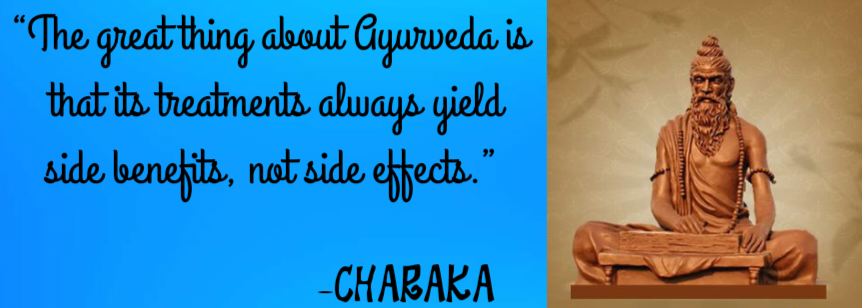 “The great thing about Ayurveda is
that its treatments always yield
side benefits, not side effects.”
-CHARAKA